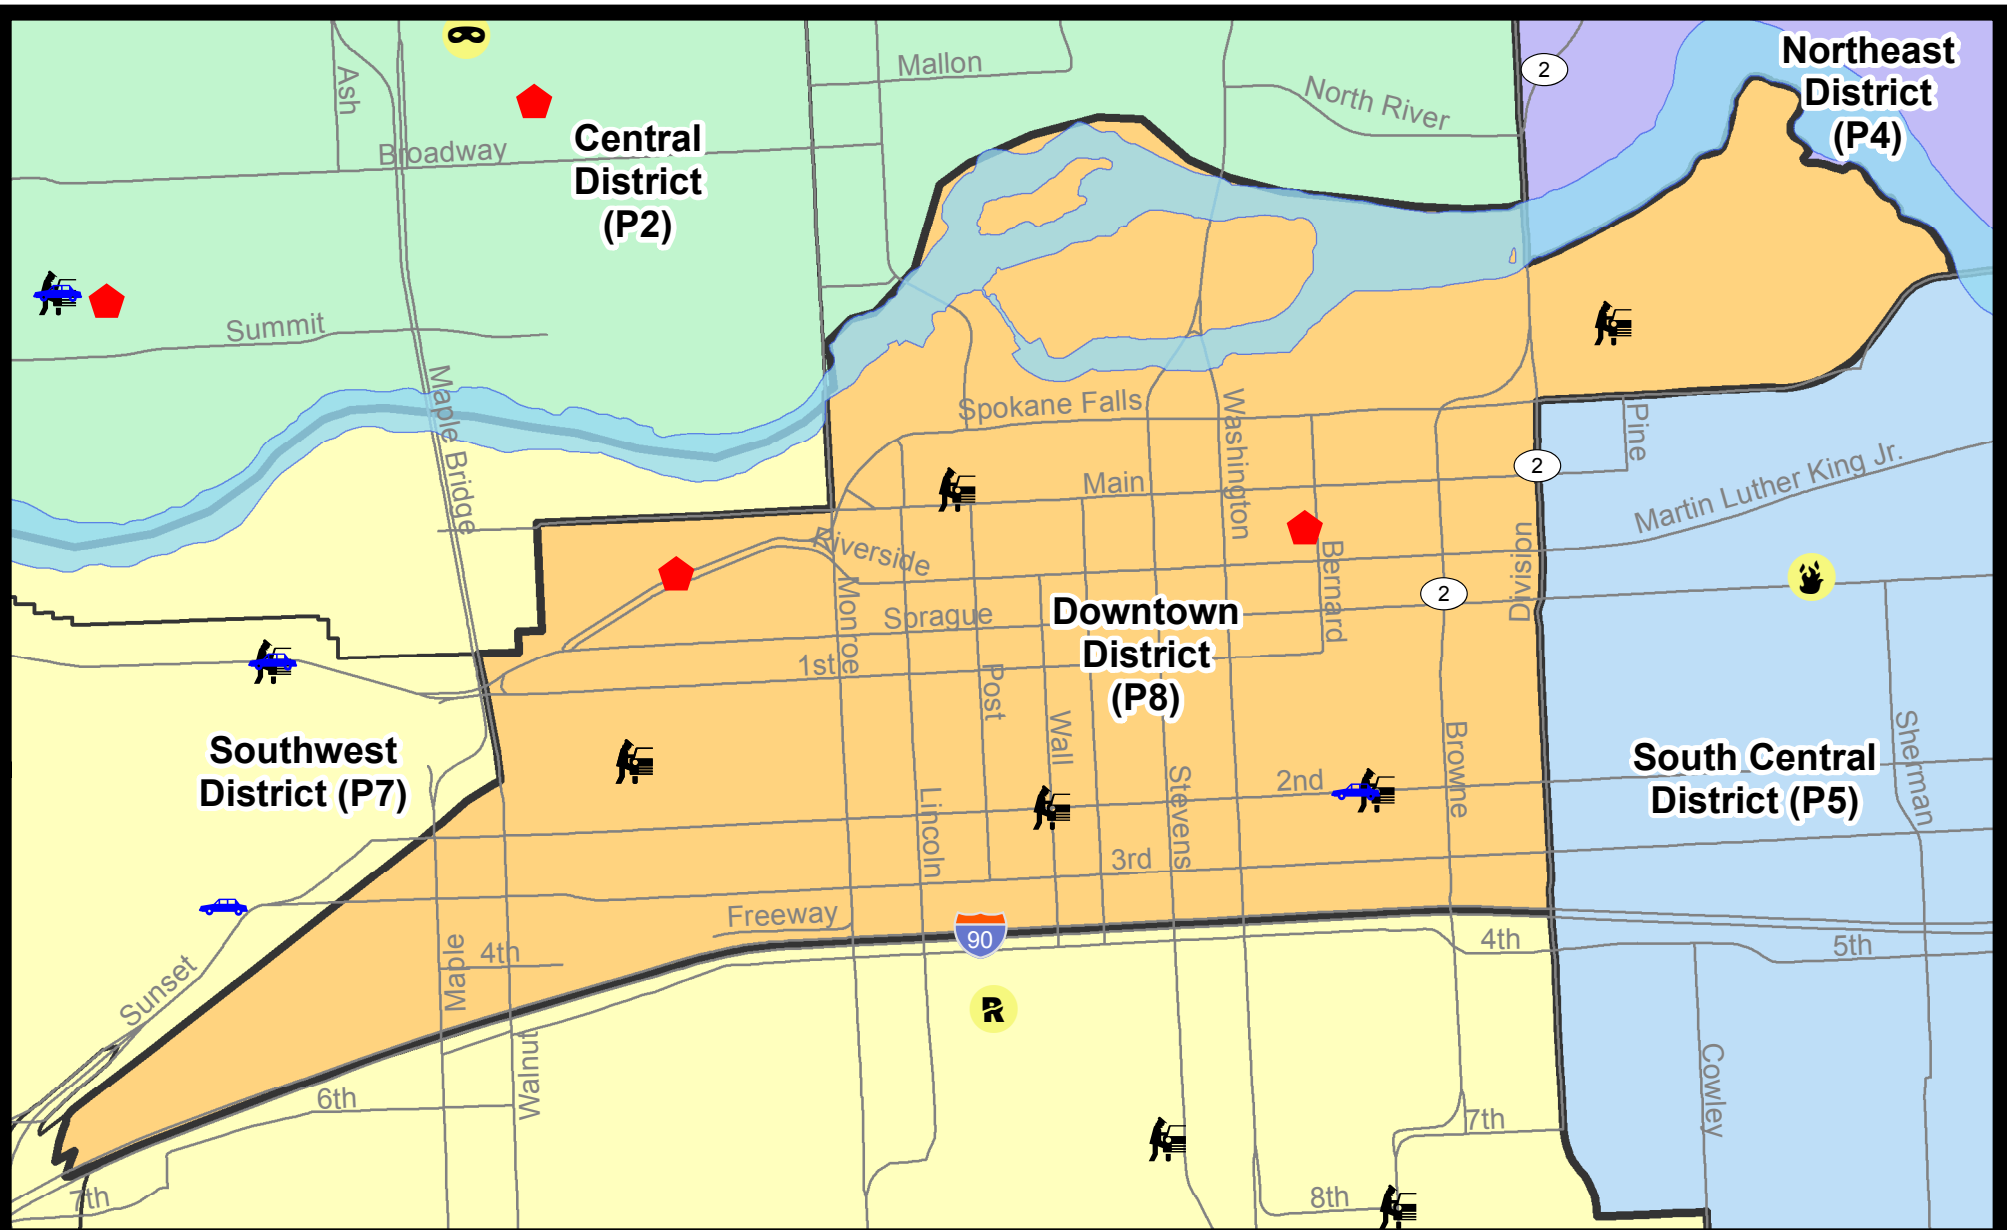 Mallon
Northeast
District
(P4)
2
Ash
North River
Central
District
(P2)
Broadway
Summit
Maple Bridge
Spokane Falls
Washington
Pine
Main
2
Martin Luther King Jr.
Riverside
Bernard
Division
Monroe
2
Sprague
Downtown
District
(P8)
1st
Post
Wall
Southwest
District (P7)
Browne
Sherman
South Central
District (P5)
2nd
Stevens
Lincoln
3rd
Freeway
90
4th
5th
4th
Maple
Sunset
R
Walnut
Cowley
6th
7th
7th
8th